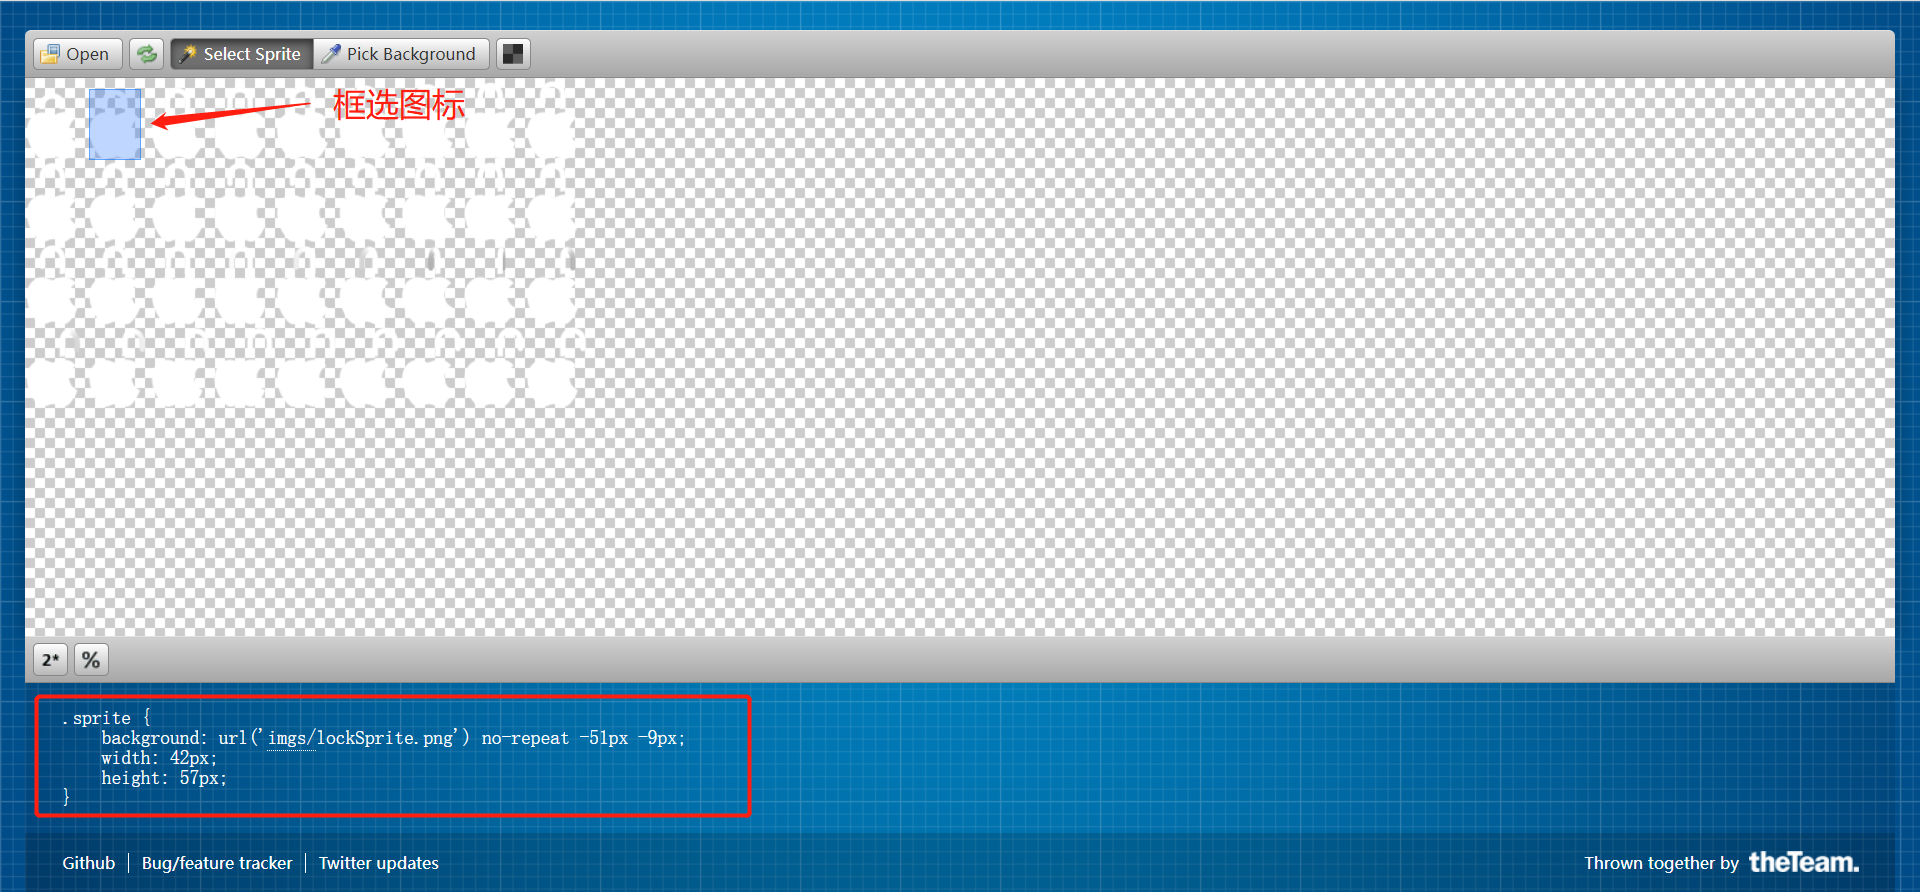 Open
Select Sprite
Pick Background
框选图标
2*
%
.sprite {
    background: url('imgs/lockSprite.png') no-repeat -51px -9px;
    width: 42px;
    height: 57px;
}
Github
Bug/feature tracker
Twitter updates
Thrown together by theTeam.